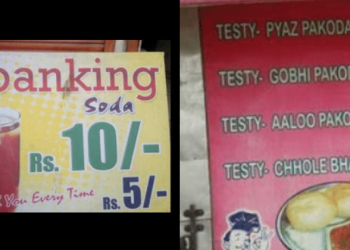 banking
Soda
Rs. 10/-
You Every Time
Rs. 5/-
TESTY- PYAZ PAKODA
TESTY- GOBHI PAKO
TESTY- AALOO PAKO
TESTY- CHHOLE BHA